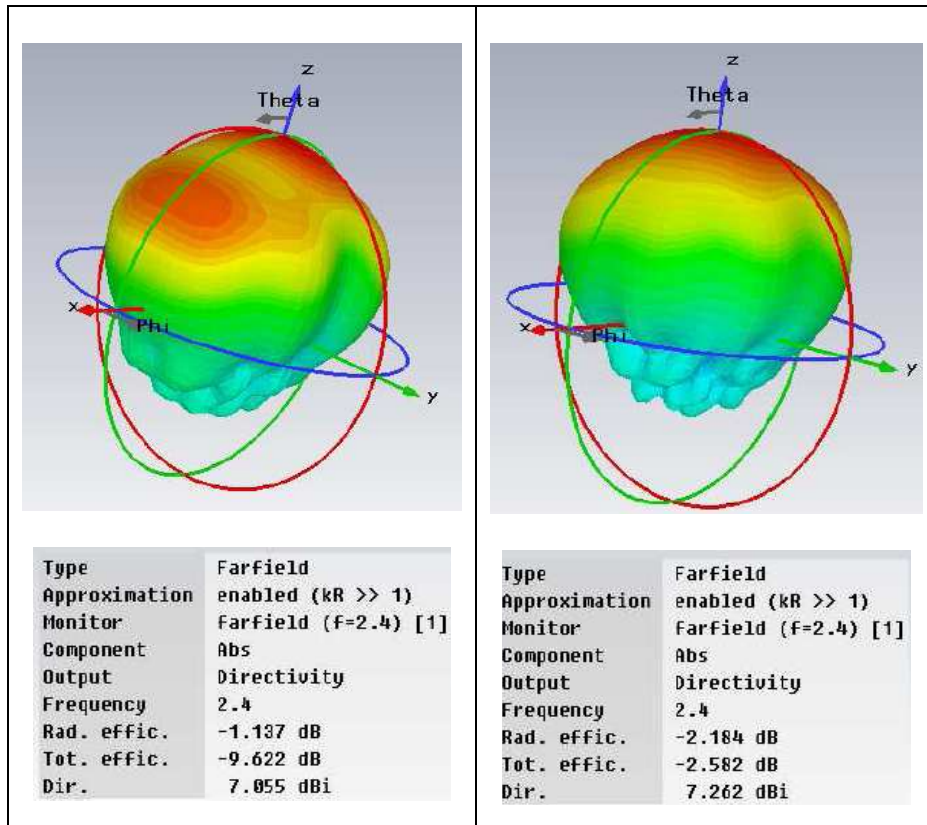 z
Theta
x
Phi
y
Type Farfield
Approximation enabled (kR >> 1)
Monitor Farfield (f=2.4) [1]
Component Abs
Output Directivity
Frequency 2.4
Rad. effic. -1.137 dB
Tot. effic. -9.622 dB
Dir. 7.055 dBi
z
Theta
x
Phi
y
Type Farfield
Approximation enabled (kR >> 1)
Monitor Farfield (f=2.4) [1]
Component Abs
Output Directivity
Frequency 2.4
Rad. effic. -2.184 dB
Tot. effic. -2.582 dB
Dir. 7.262 dBi